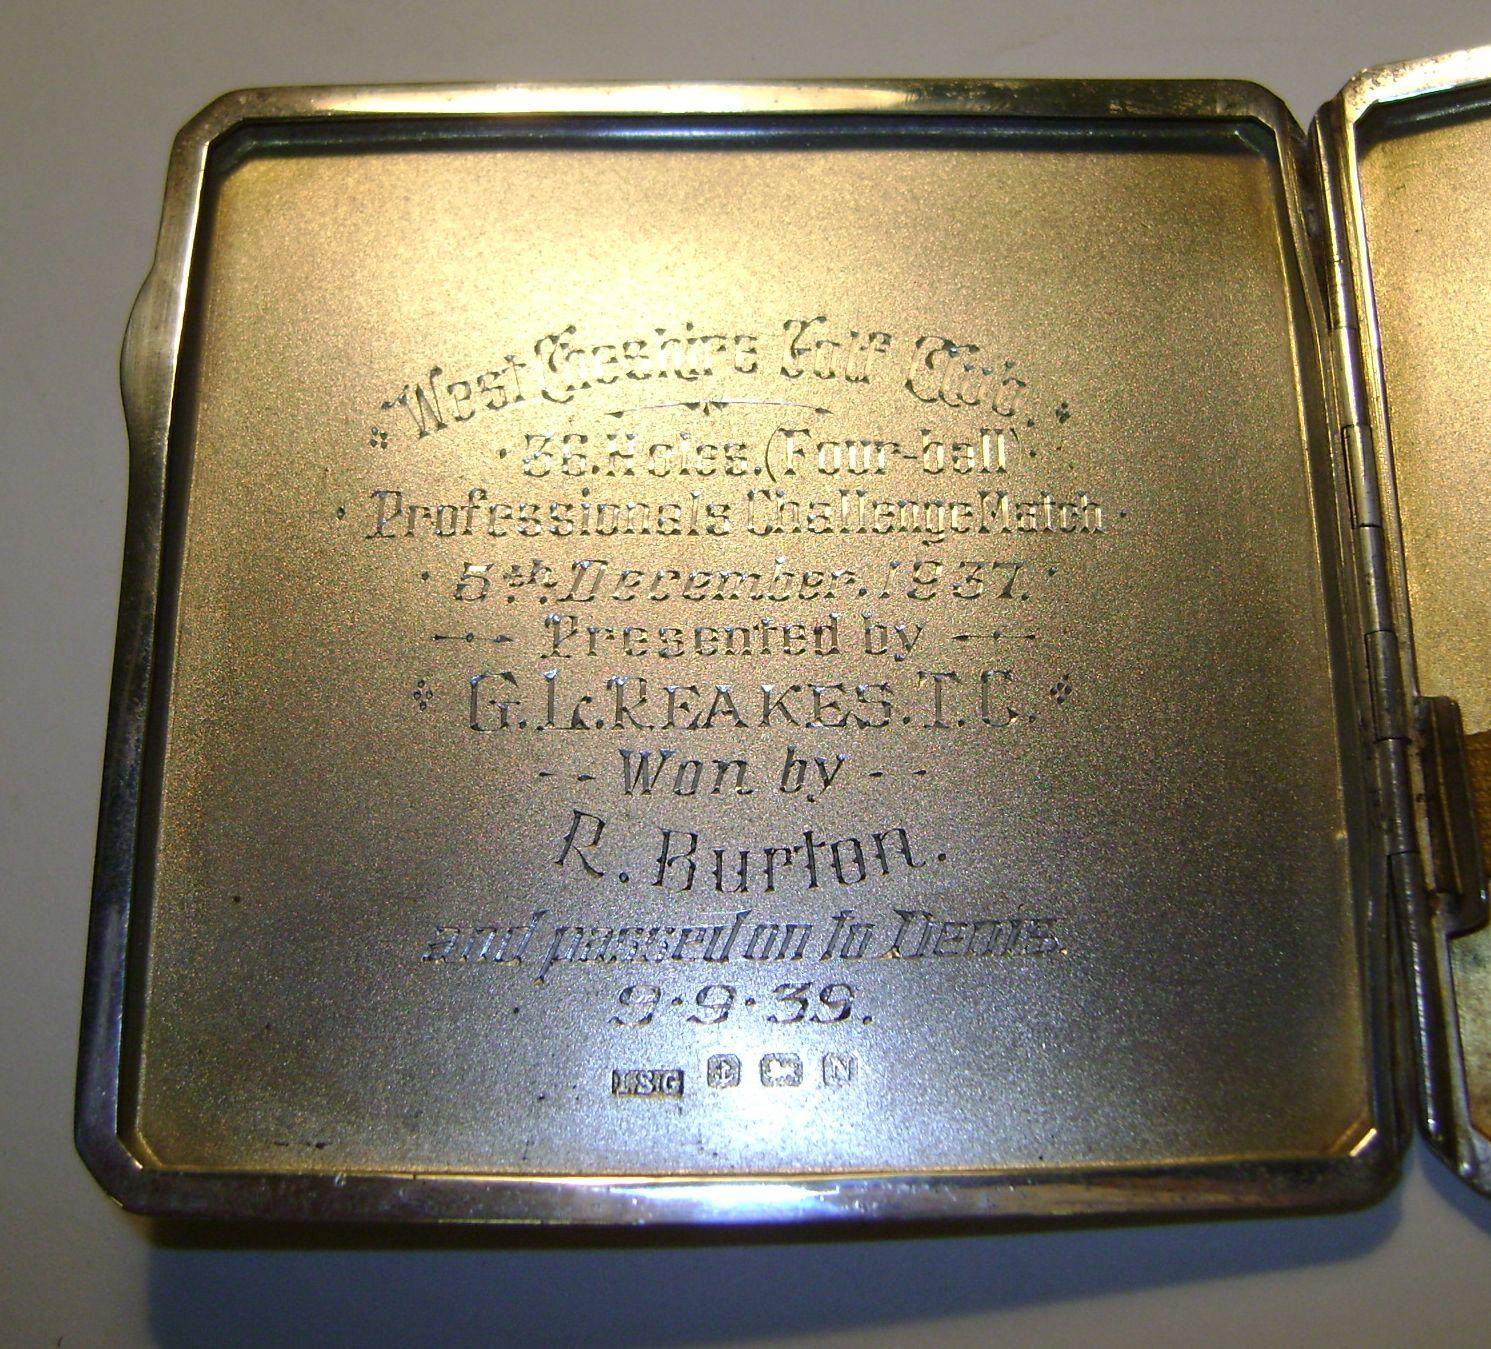 West Cheshire Golf Club.
36. Holes. (Four-ball)
Professionals Challenge Match
5th. December. 1937.
Presented by
G. L. REAKES. T. C.
Won by
R. Burton.
and passed on to Denis.
9·9·39.
LSG N